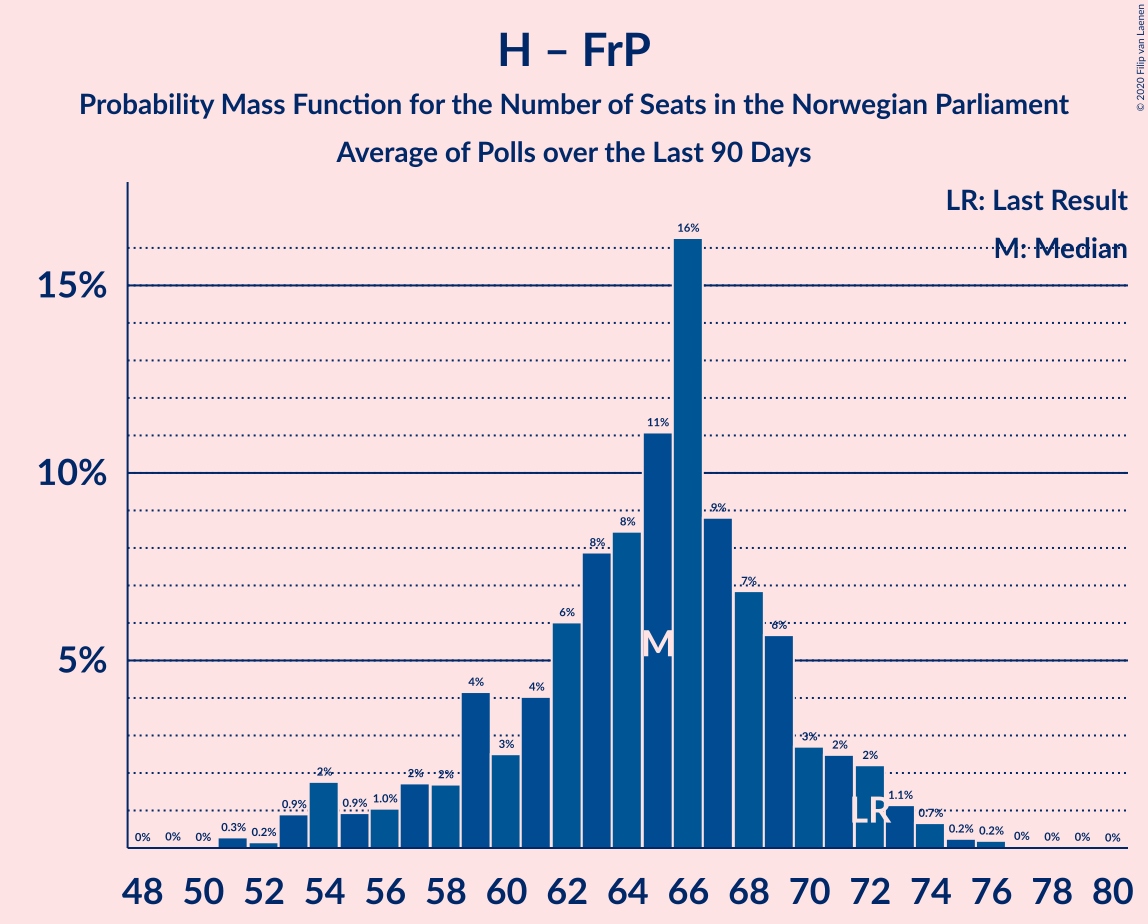 H – FrP
Probability Mass Function for the Number of Seats in the Norwegian Parliament
Average of Polls over the Last 90 Days
© 2020 Filip van Laenen
LR: Last Result
M: Median
15%
10%
5%
0% 0% 0% 0.3% 0.2% 0.9% 2% 0.9% 1.0% 2% 2% 4% 3% 4% 6% 8% 8% 11% 16% 9% 7% 6% 3% 2% 2% 1.1% 0.7% 0.2% 0.2% 0% 0% 0% 0%
M
LR
48 50 52 54 56 58 60 62 64 66 68 70 72 74 76 78 80